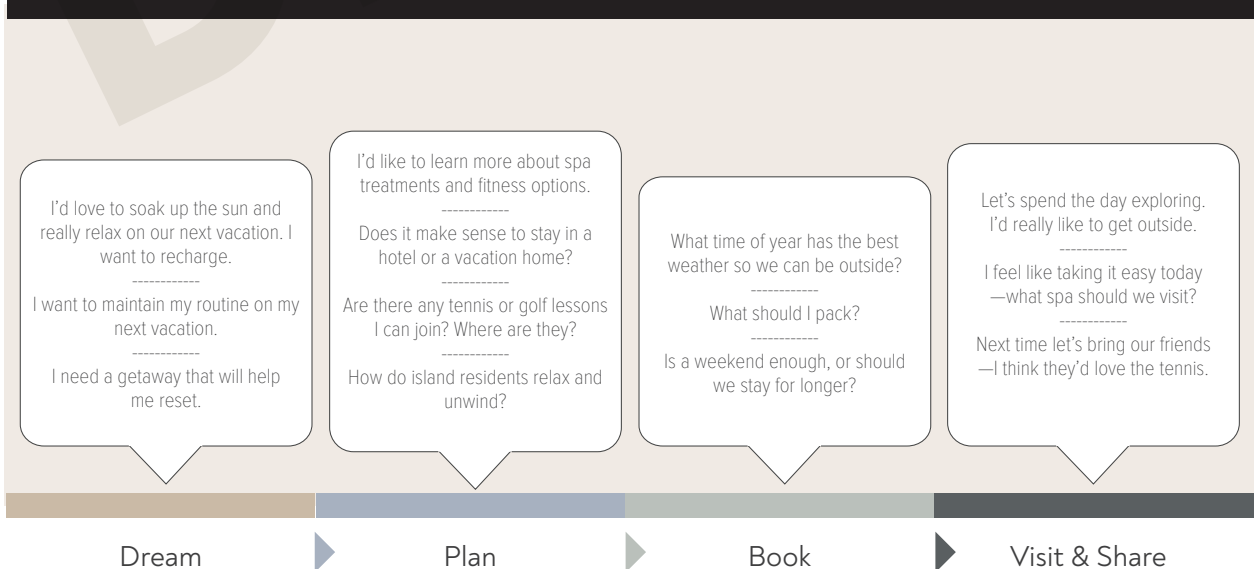 I’d love to soak up the sun and
really relax on our next vacation. I
want to recharge.
------------
I want to maintain my routine on my
next vacation.
------------
I need a getaway that will help
me reset.
I’d like to learn more about spa
treatments and fitness options.
------------
Does it make sense to stay in a
hotel or a vacation home?
------------
Are there any tennis or golf lessons
I can join? Where are they?
------------
How do island residents relax and
unwind?
What time of year has the best
weather so we can be outside?
------------
What should I pack?
------------
Is a weekend enough, or should
we stay for longer?
Let’s spend the day exploring.
I’d really like to get outside.
------------
I feel like taking it easy today
—what spa should we visit?
------------
Next time let’s bring our friends
—I think they’d love the tennis.
Dream
Plan
Book
Visit & Share